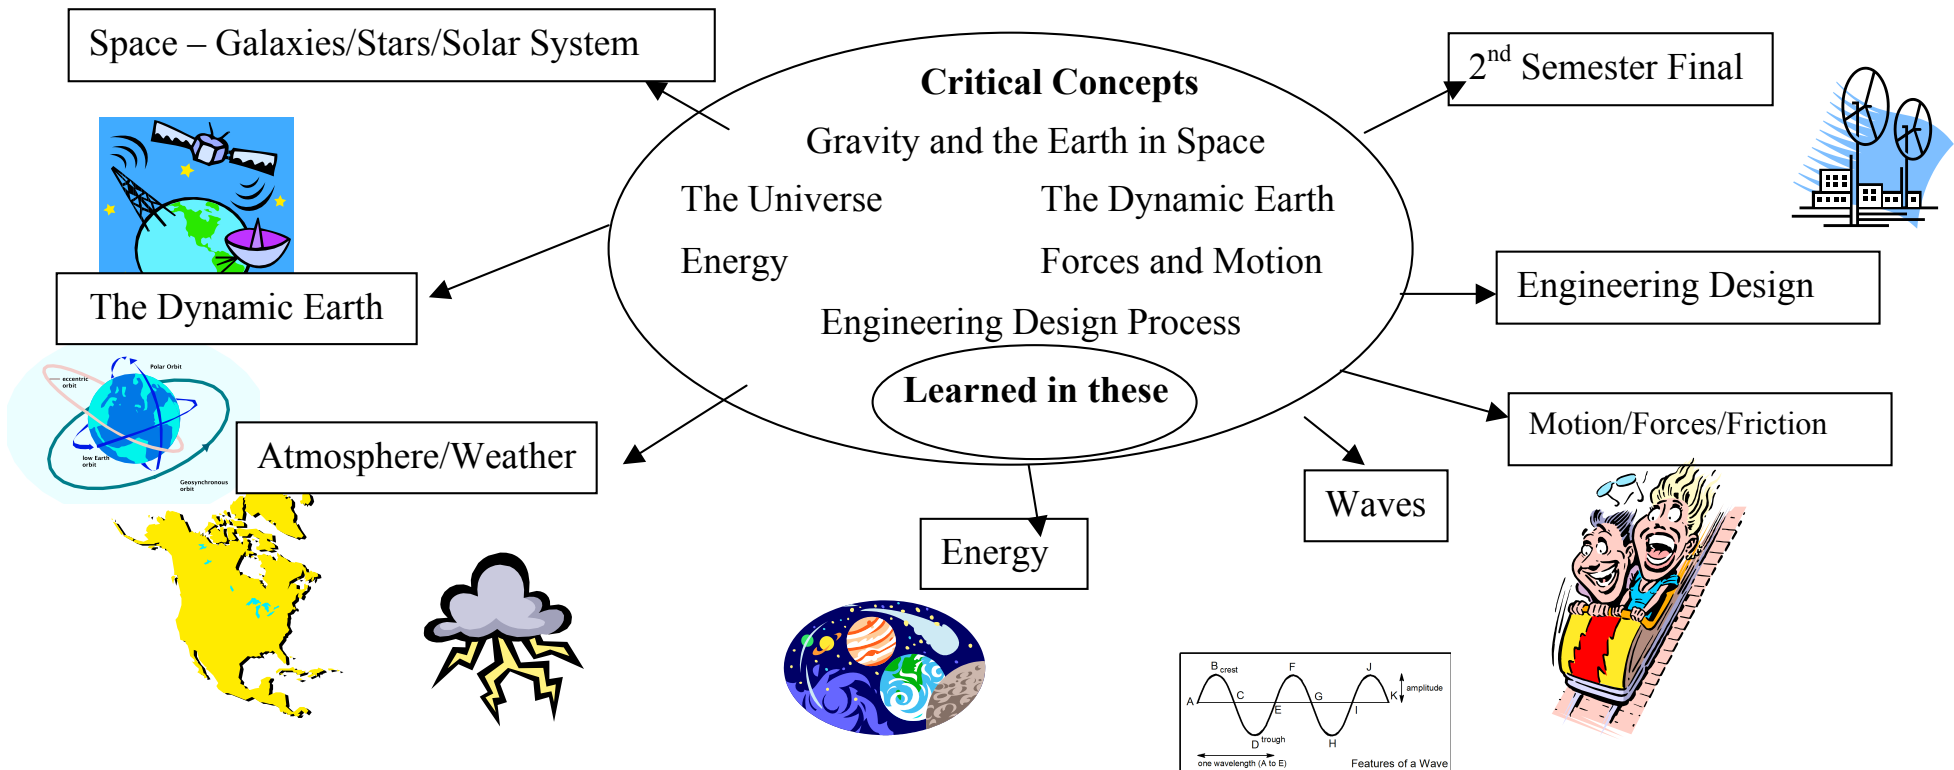 Space – Galaxies/Stars/Solar System
Critical Concepts
2nd Semester Final
Gravity and the Earth in Space
The Universe
The Dynamic Earth
Energy
Forces and Motion
Engineering Design Process
Learned in these
The Dynamic Earth
Engineering Design
eccentric
orbit
Polar Orbit
low Earth
orbit
Geosynchronous
orbit
Atmosphere/Weather
Motion/Forces/Friction
Waves
Energy
B crest
F
J
amplitude
A
C
E
G
I
K
D trough
H
one wavelength (A to E)
Features of a Wave